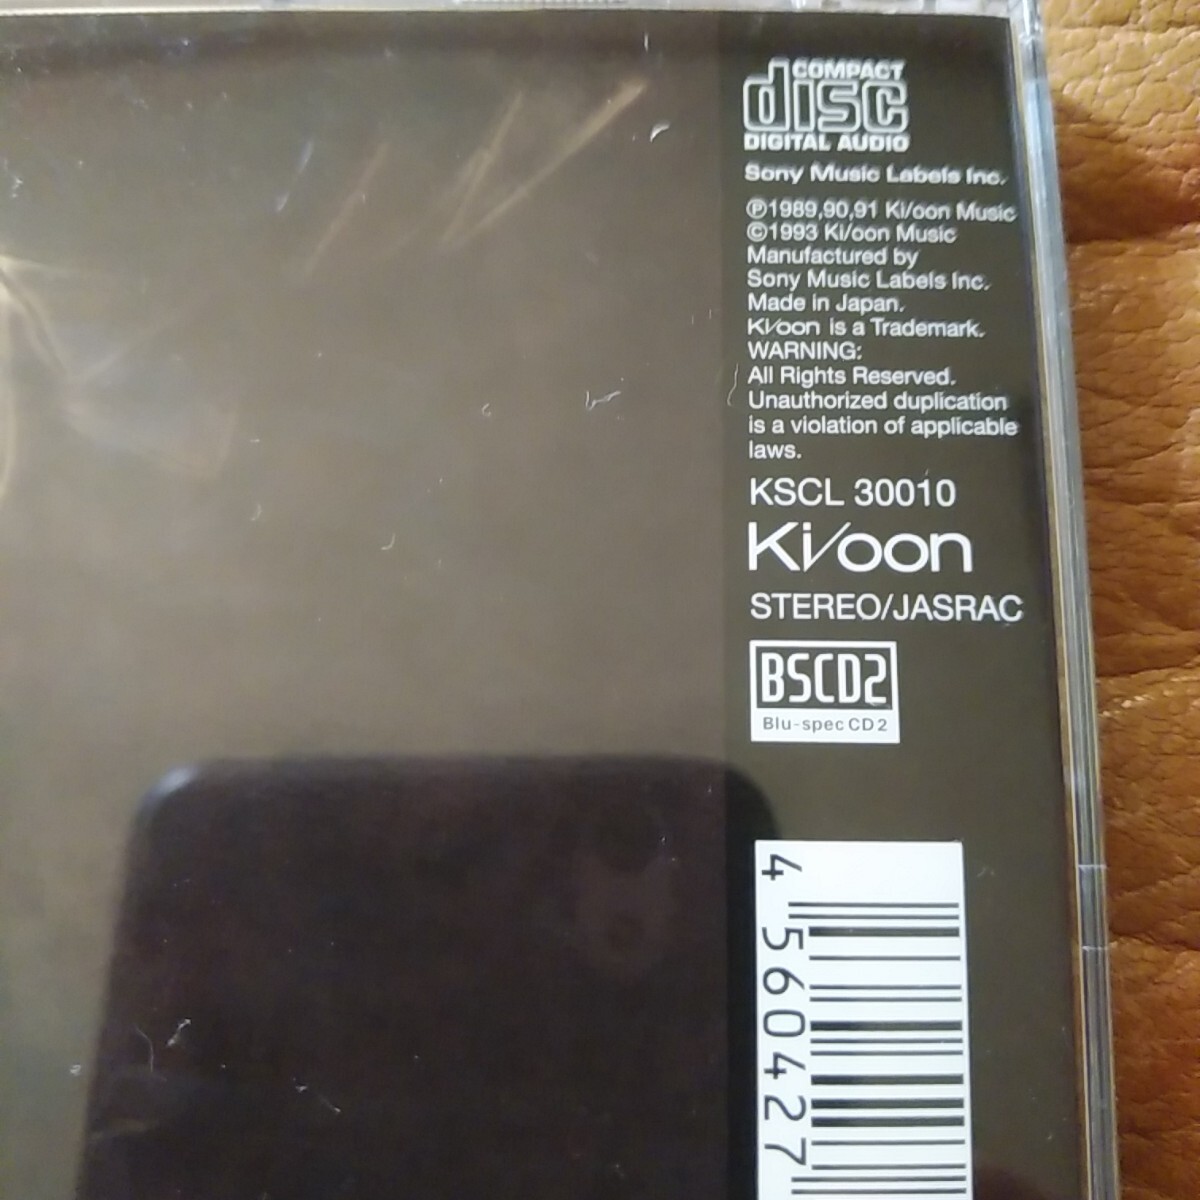 COMPACT
disc
DIGITAL AUDIO
Sony Music Labels Inc.
Ⓟ1989,90,91 Ki/oon Music
©1993 Ki/oon Music
Manufactured by
Sony Music Labels Inc.
Made in Japan.
Ki/oon is a Trademark.
WARNING:
All Rights Reserved.
Unauthorized duplication
is a violation of applicable
laws.
KSCL 30010
Ki/oon
STEREO/JASRAC
BSCD2
Blu-spec CD2
4 560427